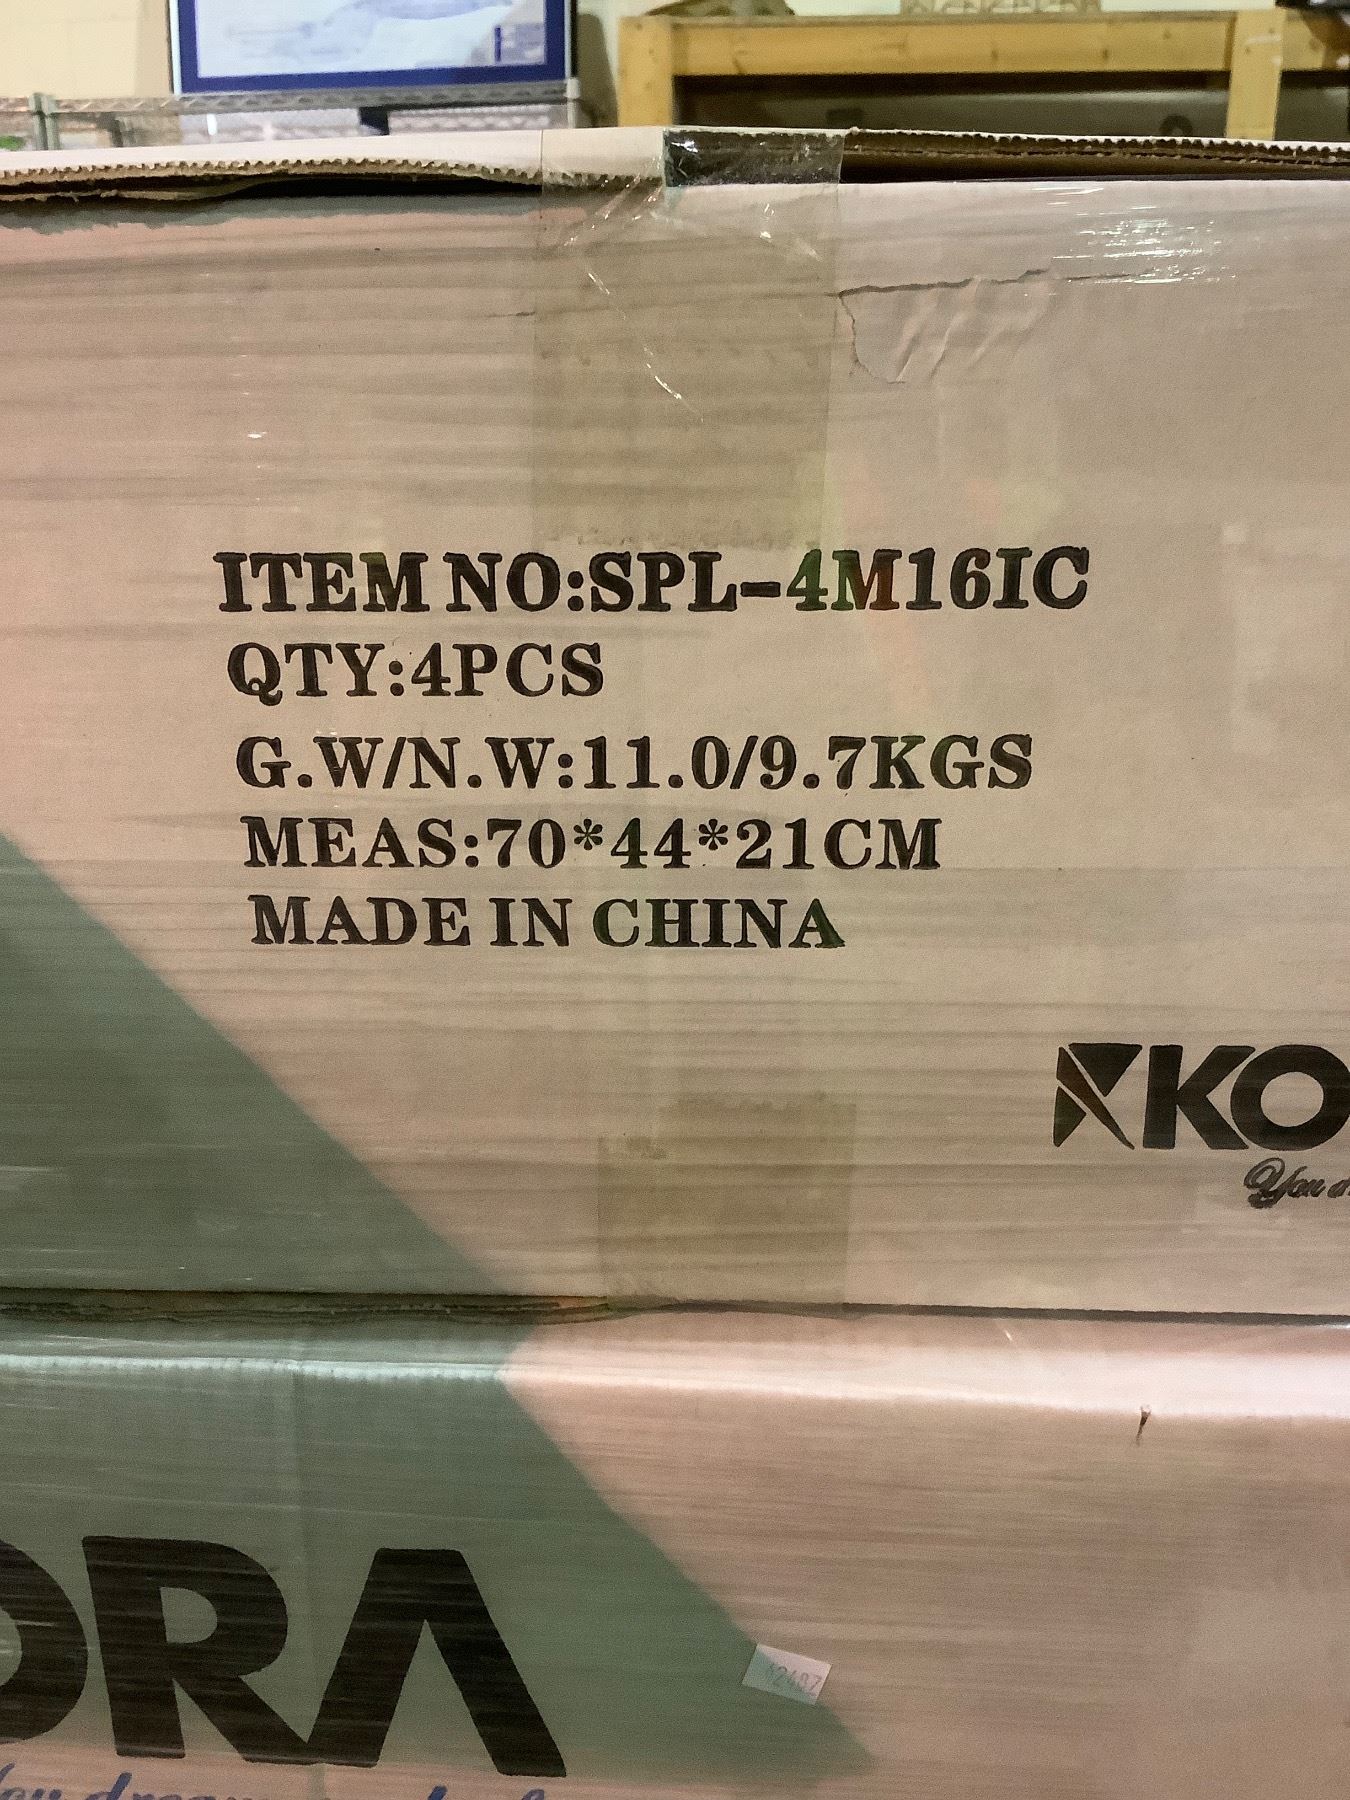 ITEM NO:SPL-4M16IC
QTY:4PCS
G.W/N.W:11.0/9.7KGS
MEAS:70*44*21CM
MADE IN CHINA
KO
You
ORA